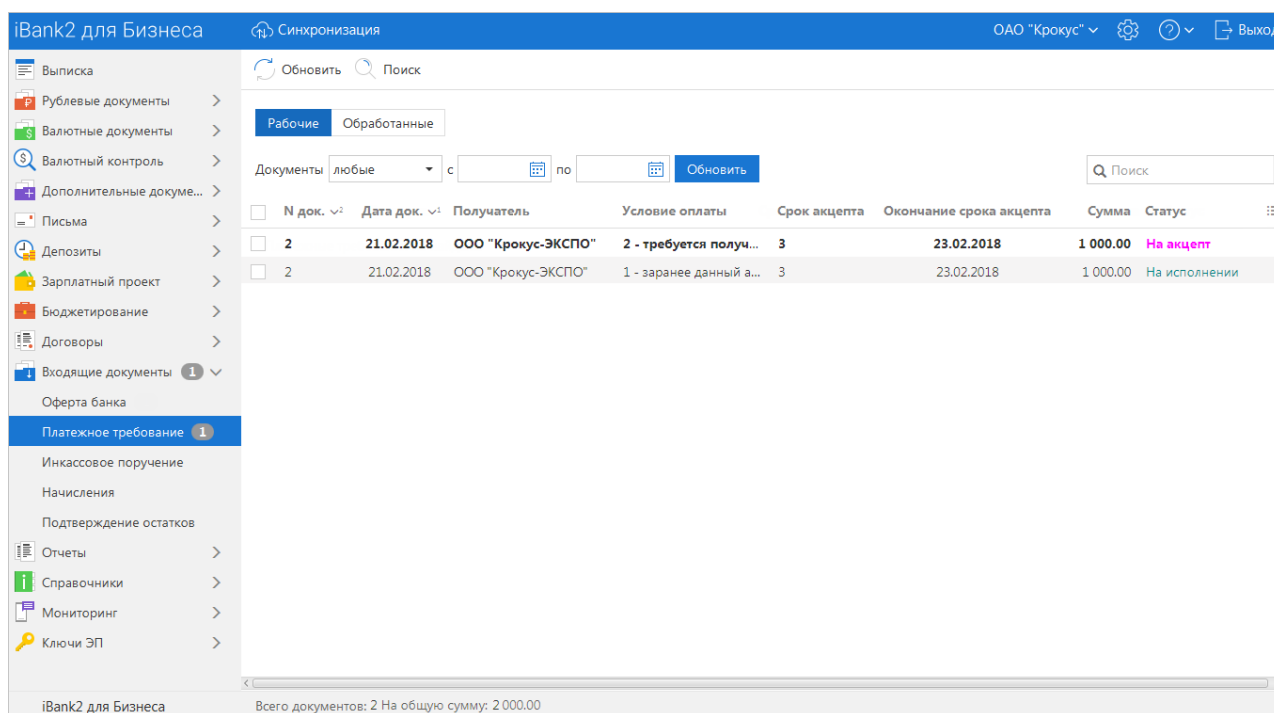 iBank2 для Бизнеса
Синхронизация
ОАО "Крокус"
Выход
Выписка
Рублевые документы
Валютные документы
Валютный контроль
Дополнительные докуме...
Письма
Депозиты
Зарплатный проект
Бюджетирование
Договоры
Входящие документы 1
Оферта банка
Платежное требование 1
Инкассовое поручение
Начисления
Подтверждение остатков
Отчеты
Справочники
Мониторинг
Ключи ЭП
iBank2 для Бизнеса
Обновить Поиск
Рабочие Обработанные
Документы любые с по Обновить Поиск
N док. 2 Дата док. 1 Получатель Условие оплаты Срок акцепта Окончание срока акцепта Сумма Статус
2 21.02.2018 ООО "Крокус-ЭКСПО" 2 - требуется получ... 3 23.02.2018 1 000.00 На акцепт
2 21.02.2018 ООО "Крокус-ЭКСПО" 1 - заранее данный а... 3 23.02.2018 1 000.00 На исполнении
Всего документов: 2 На общую сумму: 2 000.00